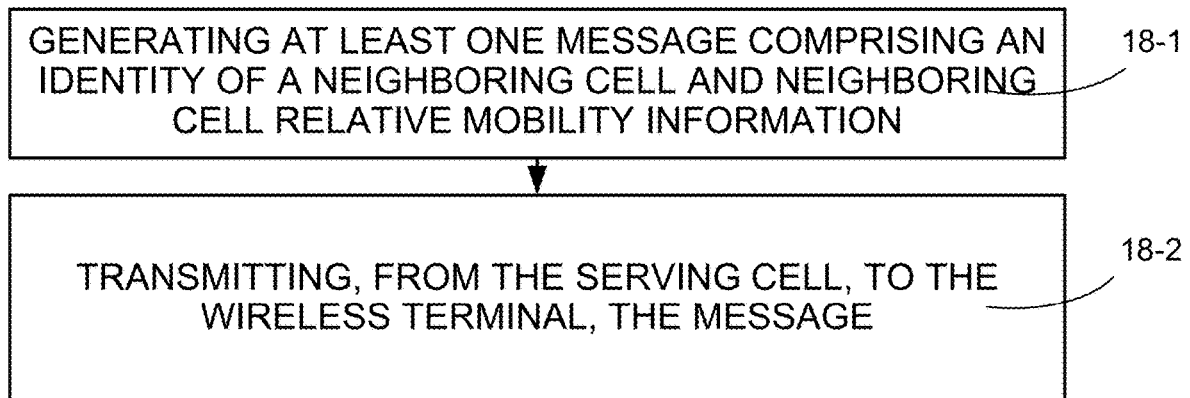 GENERATING AT LEAST ONE MESSAGE COMPRISING AN
IDENTITY OF A NEIGHBORING CELL AND NEIGHBORING
CELL RELATIVE MOBILITY INFORMATION
18-1
TRANSMITTING, FROM THE SERVING CELL, TO THE
WIRELESS TERMINAL, THE MESSAGE
18-2